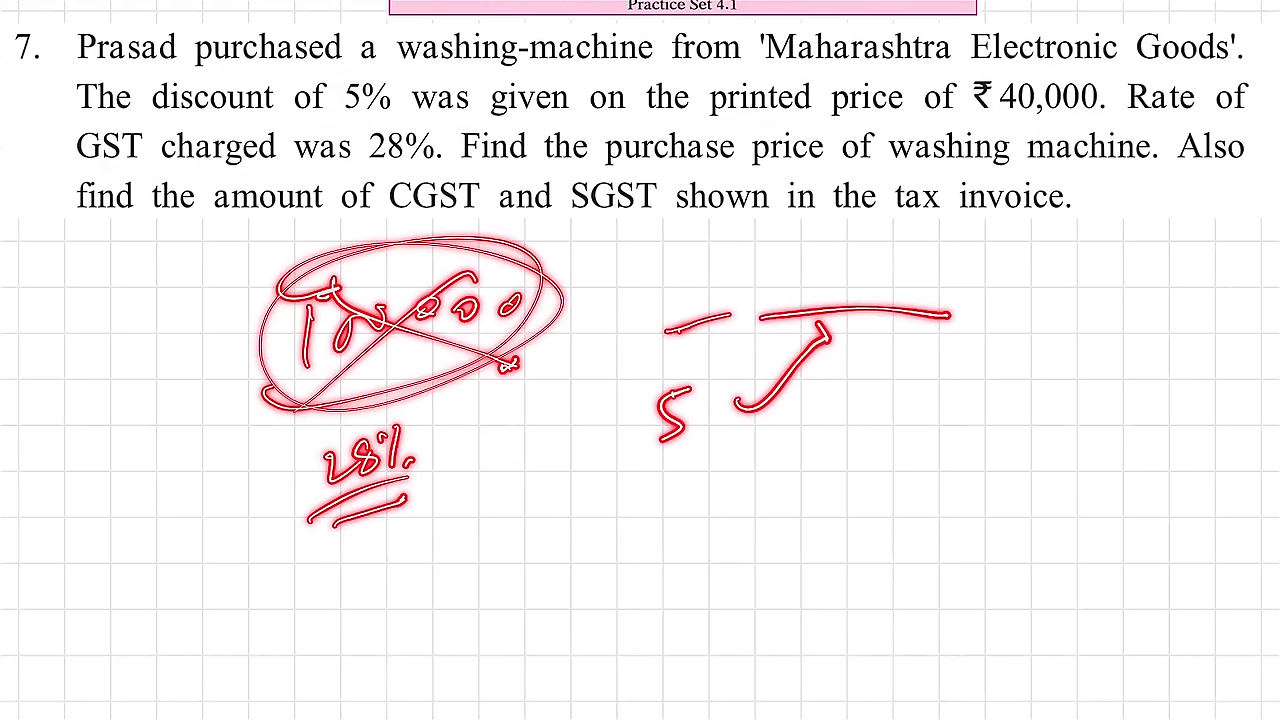 Practice Set 4.1
7. Prasad purchased a washing-machine from 'Maharashtra Electronic Goods'.
The discount of 5% was given on the printed price of ₹ 40,000. Rate of
GST charged was 28%. Find the purchase price of washing machine. Also
find the amount of CGST and SGST shown in the tax invoice.
28%
5